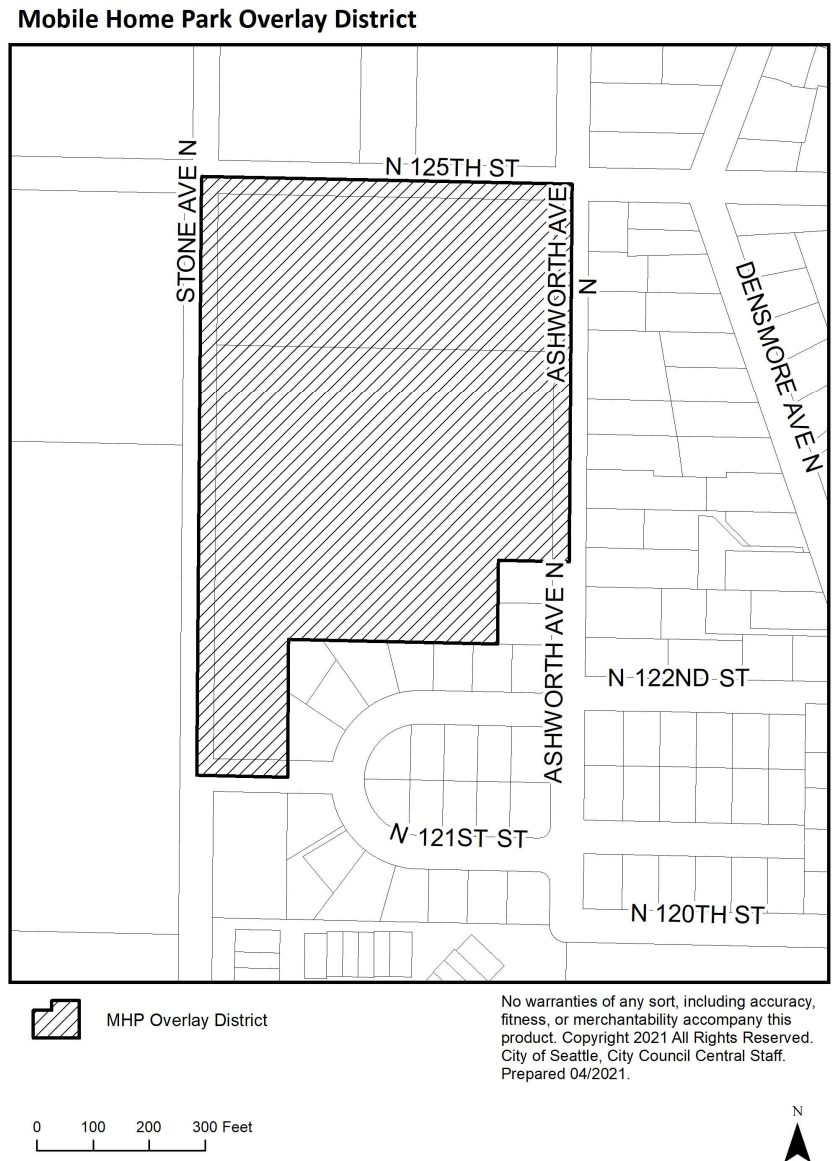 Mobile Home Park Overlay District
N 125TH ST
STONE AVE N
ASHWORTH AVE
N
DENSMORE AVE N
ASHWORTH AVE N
N 122ND ST
N 121ST ST
N 120TH ST
MHP Overlay District
No warranties of any sort, including accuracy,
fitness, or merchantability accompany this
product. Copyright 2021 All Rights Reserved.
City of Seattle, City Council Central Staff.
Prepared 04/2021.
0 100 200 300 Feet
N